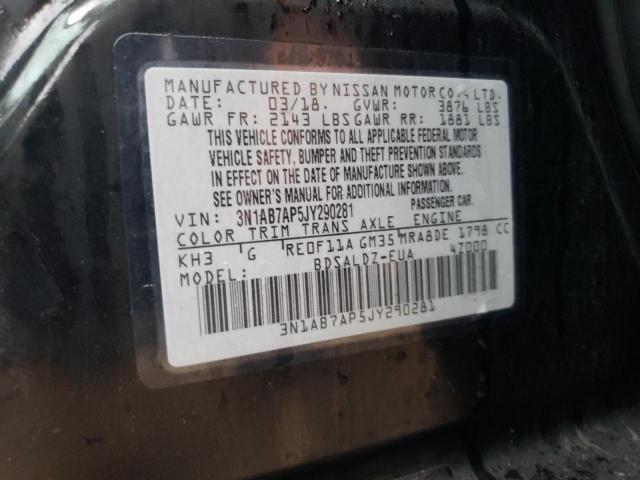 MANUFACTURED BY NISSAN MOTOR CO., LTD.
DATE: 03/18. GVWR: 3876 LBS
GAWR FR: 2143 LBS GAWR RR: 1881 LBS
THIS VEHICLE CONFORMS TO ALL APPLICABLE FEDERAL MOTOR
VEHICLE SAFETY, BUMPER AND THEFT PREVENTION STANDARDS
IN EFFECT ON THE DATE OF MANUFACTURE SHOWN ABOVE.
SEE OWNER'S MANUAL FOR ADDITIONAL INFORMATION.
VIN: 3N1AB7AP5JY290281 PASSENGER CAR.
COLOR TRIM TRANS AXLE ENGINE
KH3 G RE0F11A GM35 MRA8DE 1798 CC
MODEL: BDSALDZ-EUA 47000
3N1AB7AP5JY290281